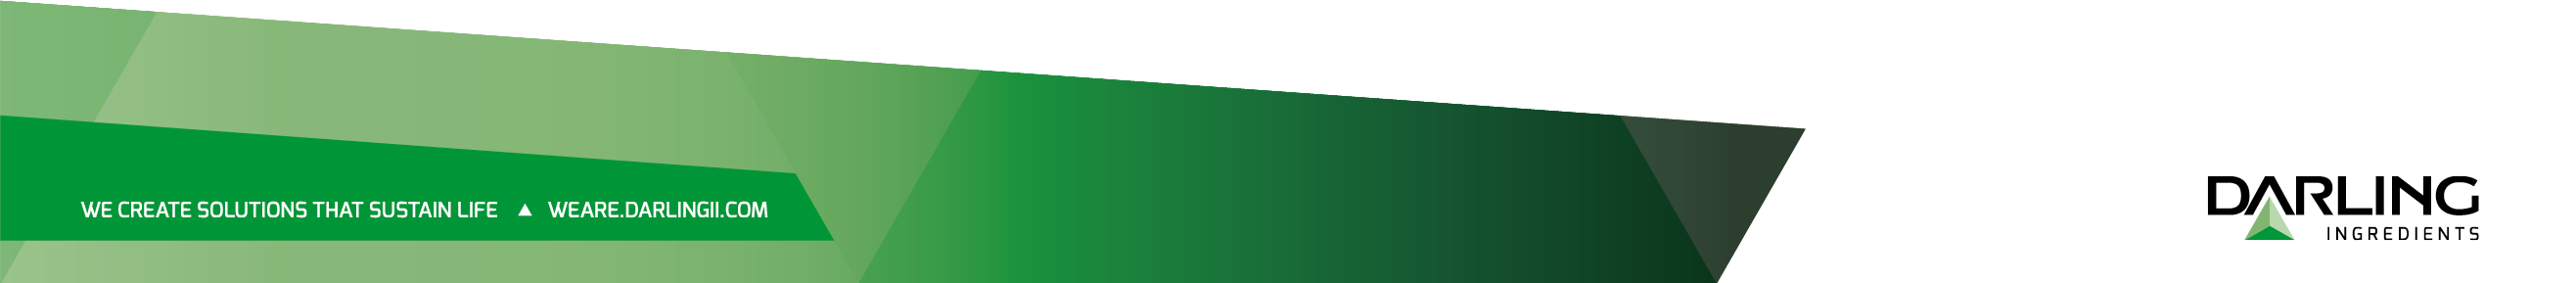 WE CREATE SOLUTIONS THAT SUSTAIN LIFE ▲ WEARE.DARLINGII.COM
DARLING
INGREDIENTS